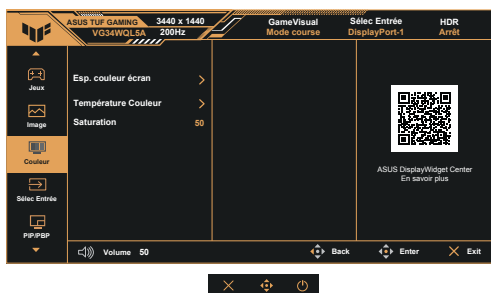 ASUS TUF GAMING 3440 x 1440
VG34WQL5A 200Hz
GameVisual
Mode course
Sélec Entrée
DisplayPort-1
HDR
Arrêt
Jeux
Image
Couleur
Sélec Entrée
PIP/PBP
Esp. couleur écran
Température Couleur
Saturation 50
ASUS DisplayWidget Center
En savoir plus
Volume 50
Back
Enter
Exit